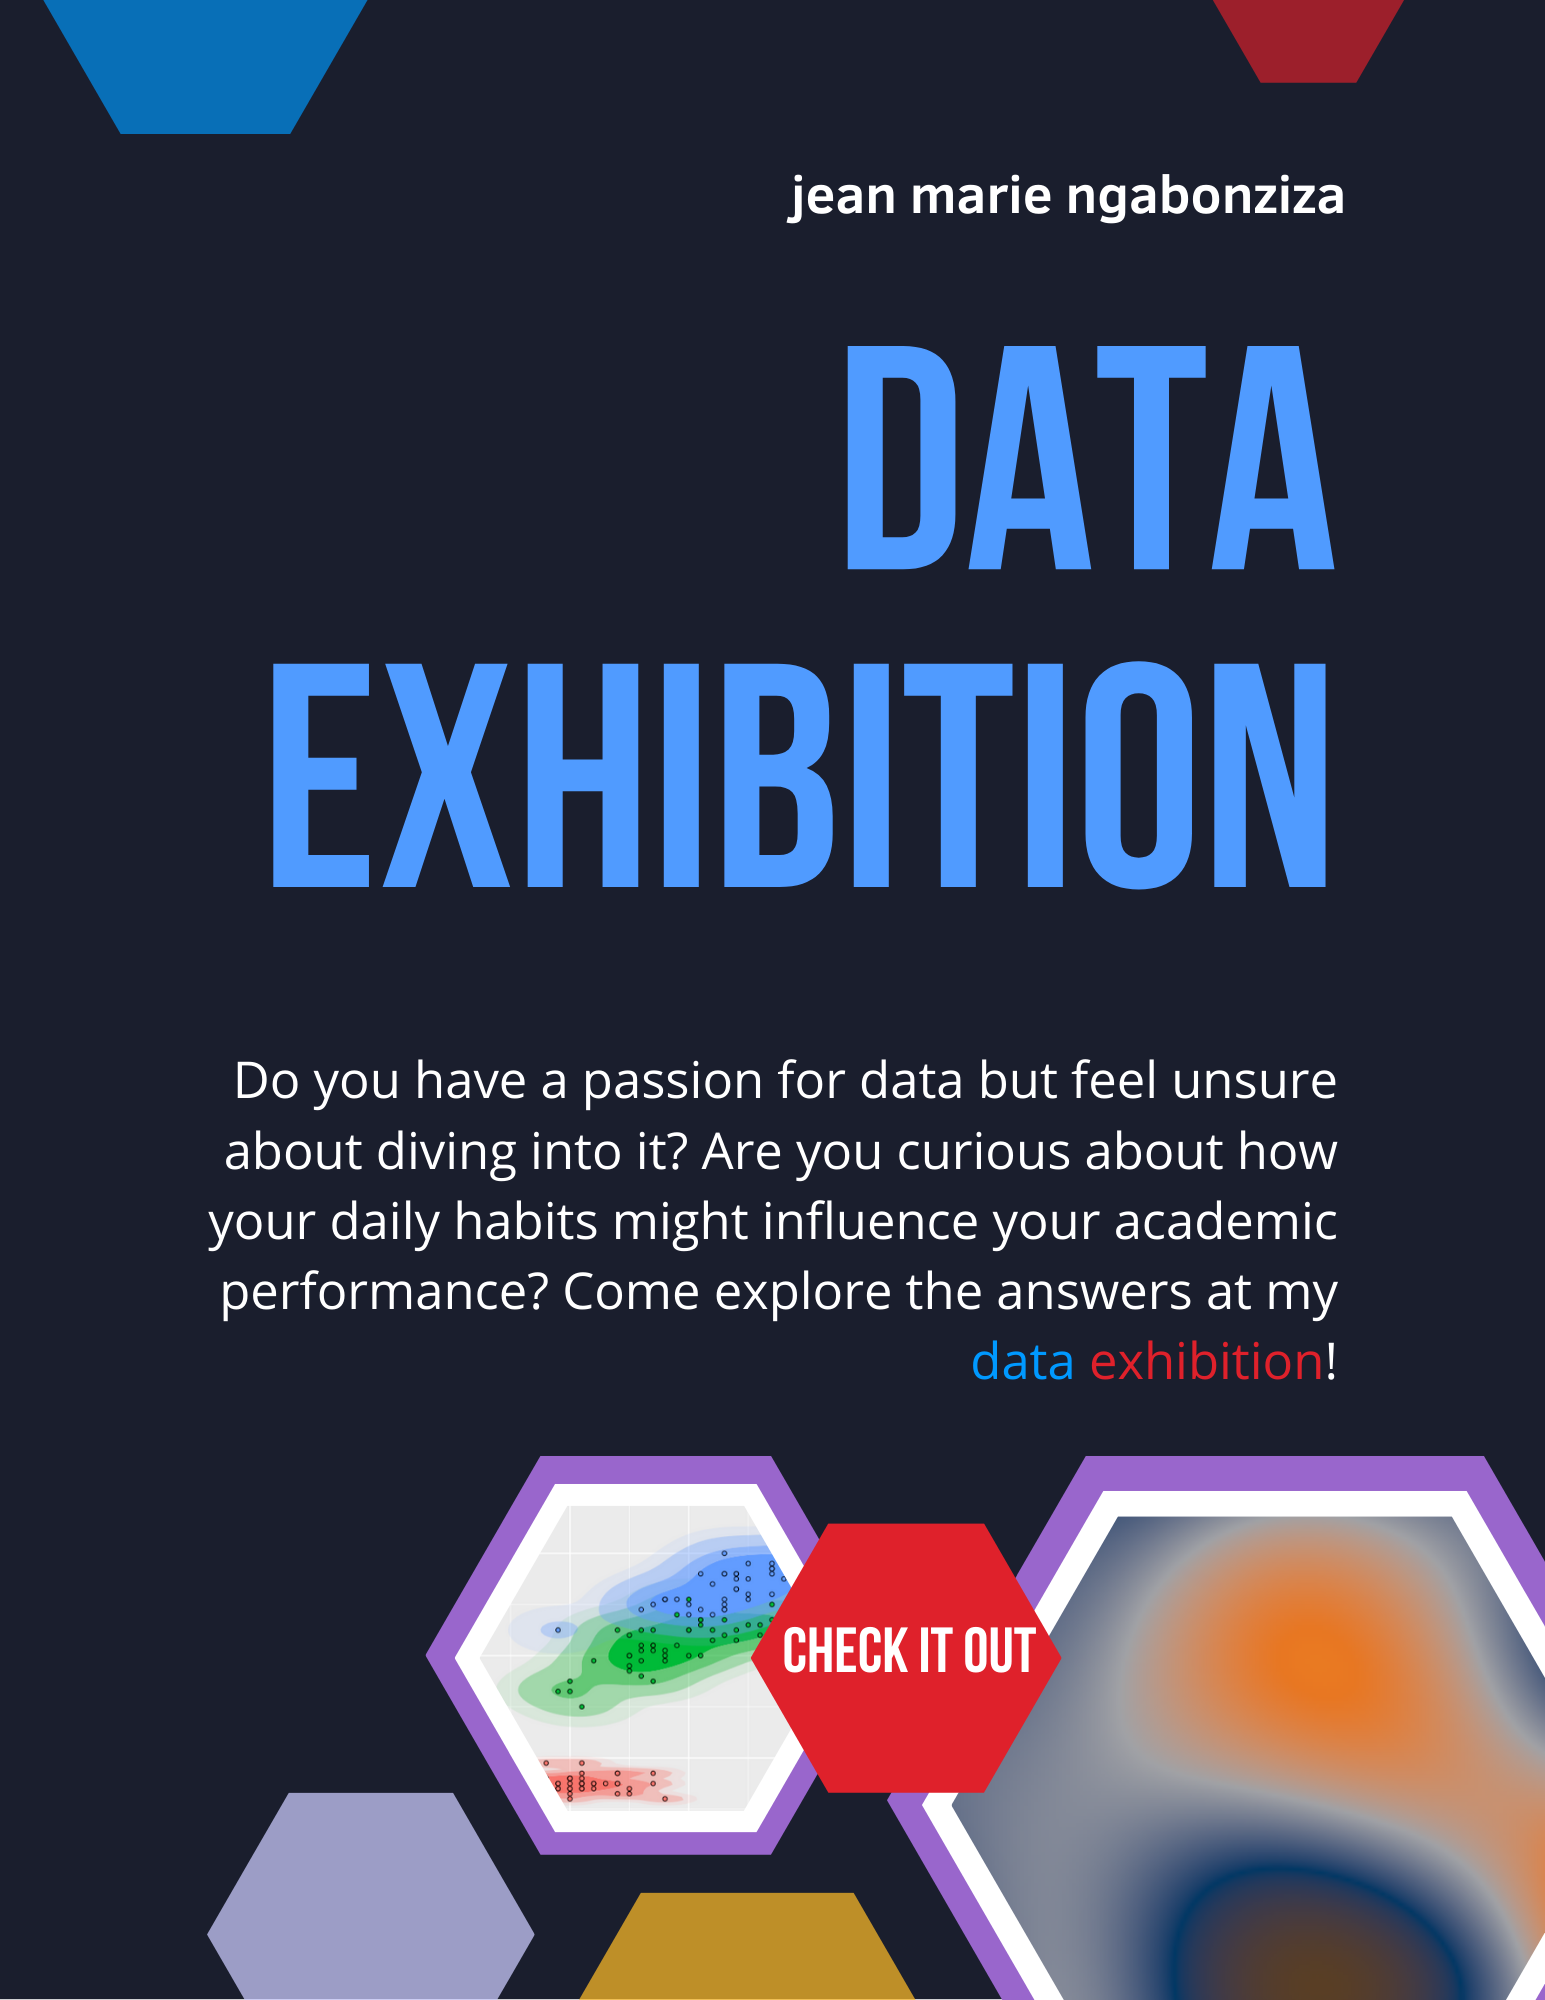 jean marie ngabonziza
DATA
EXHIBITION
Do you have a passion for data but feel unsure
about diving into it? Are you curious about how
your daily habits might influence your academic
performance? Come explore the answers at my
data exhibition!
CHECK IT OUT